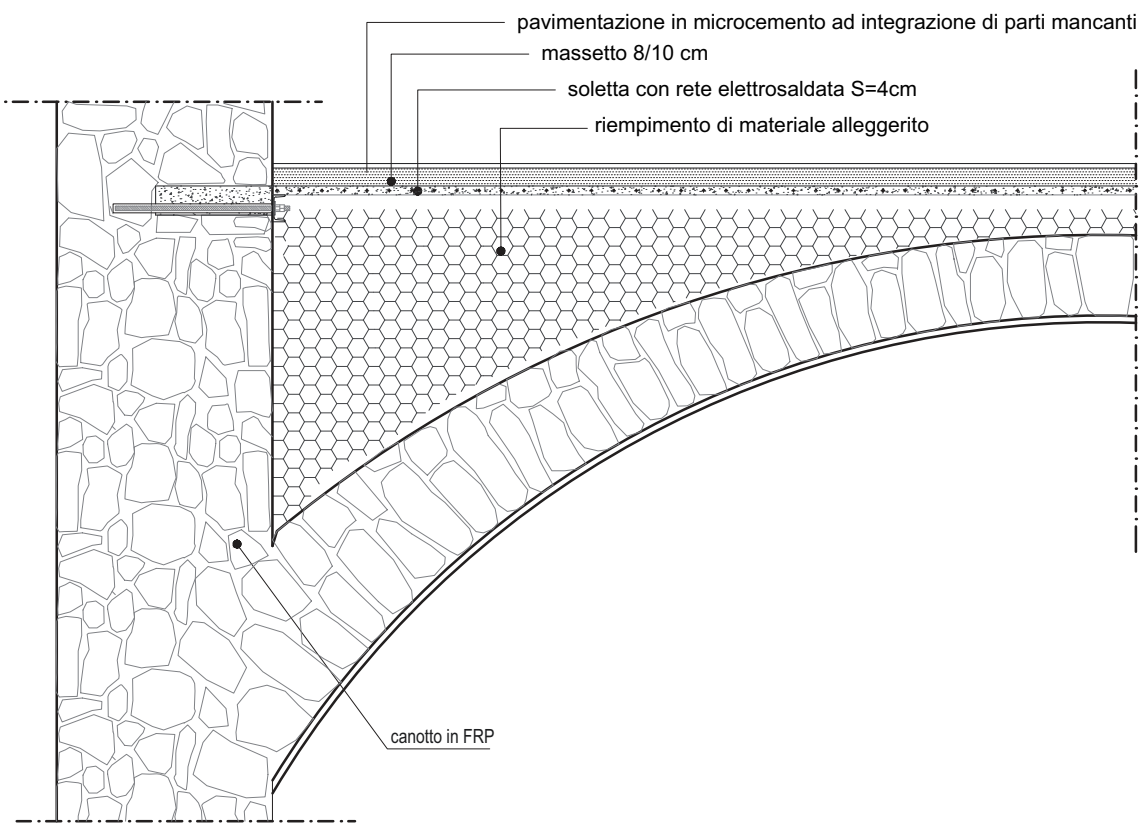 pavimentazione in microcemento ad integrazione di parti mancanti
massetto 8/10 cm
soletta con rete elettrosaldata S=4cm
riempimento di materiale alleggerito
canotto in FRP